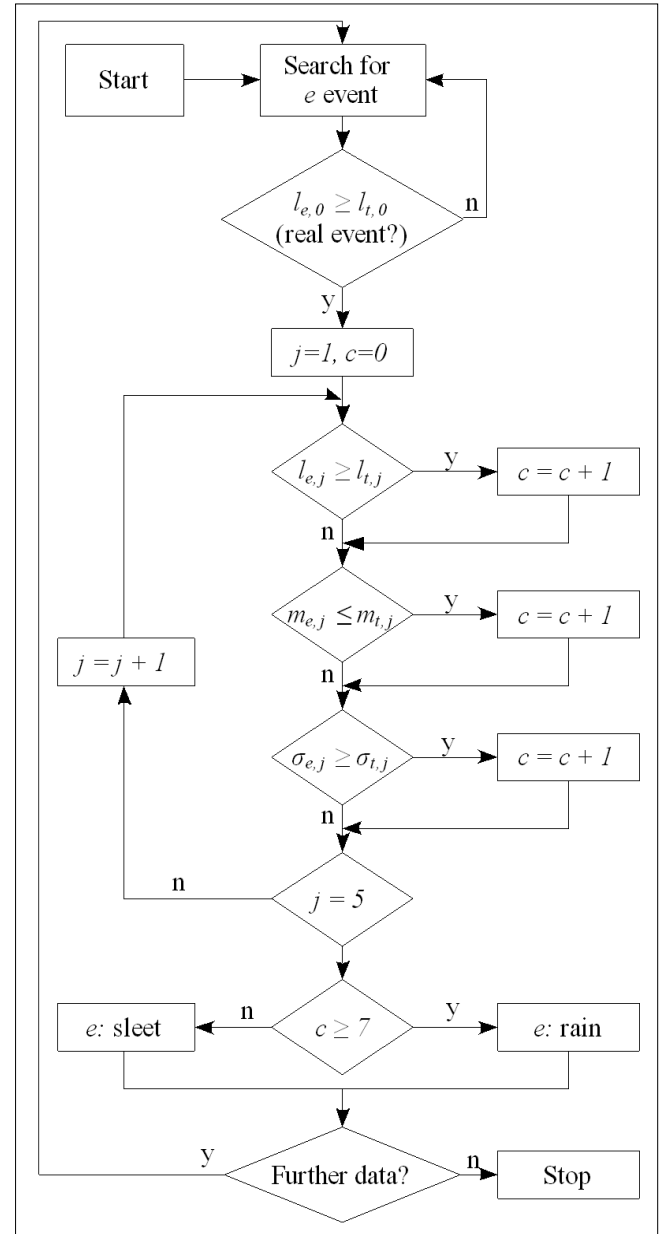 Start
Search for
e event
l_{e,0} ≥ l_{t,0}
(real event?)
n
y
j=1, c=0
l_{e,j} ≥ l_{t,j}
y
c = c + 1
n
m_{e,j} ≤ m_{t,j}
y
c = c + 1
j = j + 1
n
σ_{e,j} ≥ σ_{t,j}
y
c = c + 1
n
n
j = 5
e: sleet
n
c ≥ 7
y
e: rain
y
Further data?
n
Stop